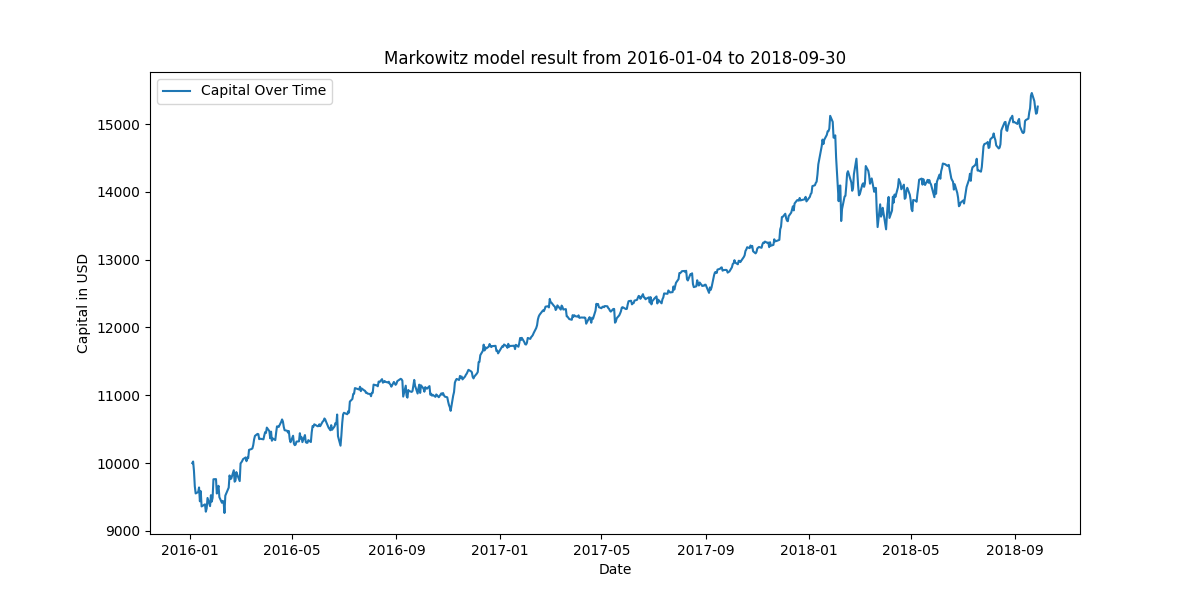 Markowitz model result from 2016-01-04 to 2018-09-30
Capital Over Time
15000
14000
13000
12000
11000
10000
9000
Capital in USD
2016-01 2016-05 2016-09 2017-01 2017-05 2017-09 2018-01 2018-05 2018-09
Date